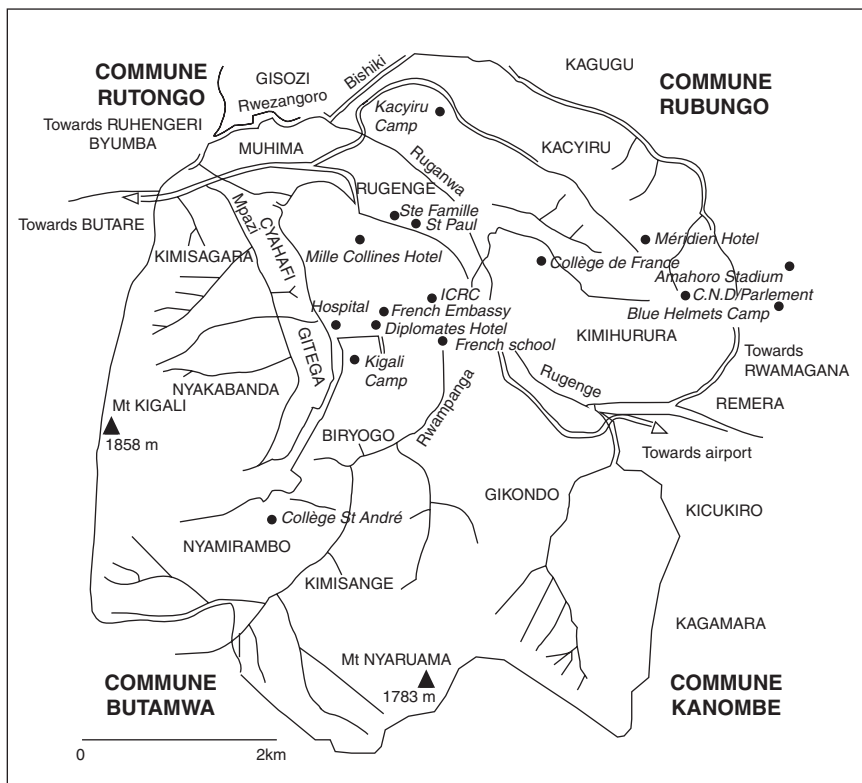 KAGUGU
COMMUNE
RUTONGO
GISOZI
Bishiki
COMMUNE
RUBUNGO
Rwezangoro
Kacyiru
Camp
Towards RUHENGERI
BYUMBA
MUHIMA
KACYIRU
Ruganwa
RUGENGE
Ste Famille
St Paul
Towards BUTARE
Mpazi
CYAHAFI
KIMISAGARA
Mille Collines Hotel
Méridien Hotel
Collège de France
Amahoro Stadium
C.N.D/Parlement
Blue Helmets Camp
ICRC
Hospital
French Embassy
Diplomates Hotel
French school
KIMIHURURA
GITEGA
Kigali
Camp
Towards
RWAMAGANA
NYAKABANDA
Rwampanga
Rugenge
REMERA
Mt KIGALI
1858 m
BIRYOGO
Towards airport
GIKONDO
KICUKIRO
Collège St André
NYAMIRAMBO
KIMISANGE
KAGAMARA
Mt NYARUAMA
1783 m
COMMUNE
BUTAMWA
COMMUNE
KANOMBE
0 2km